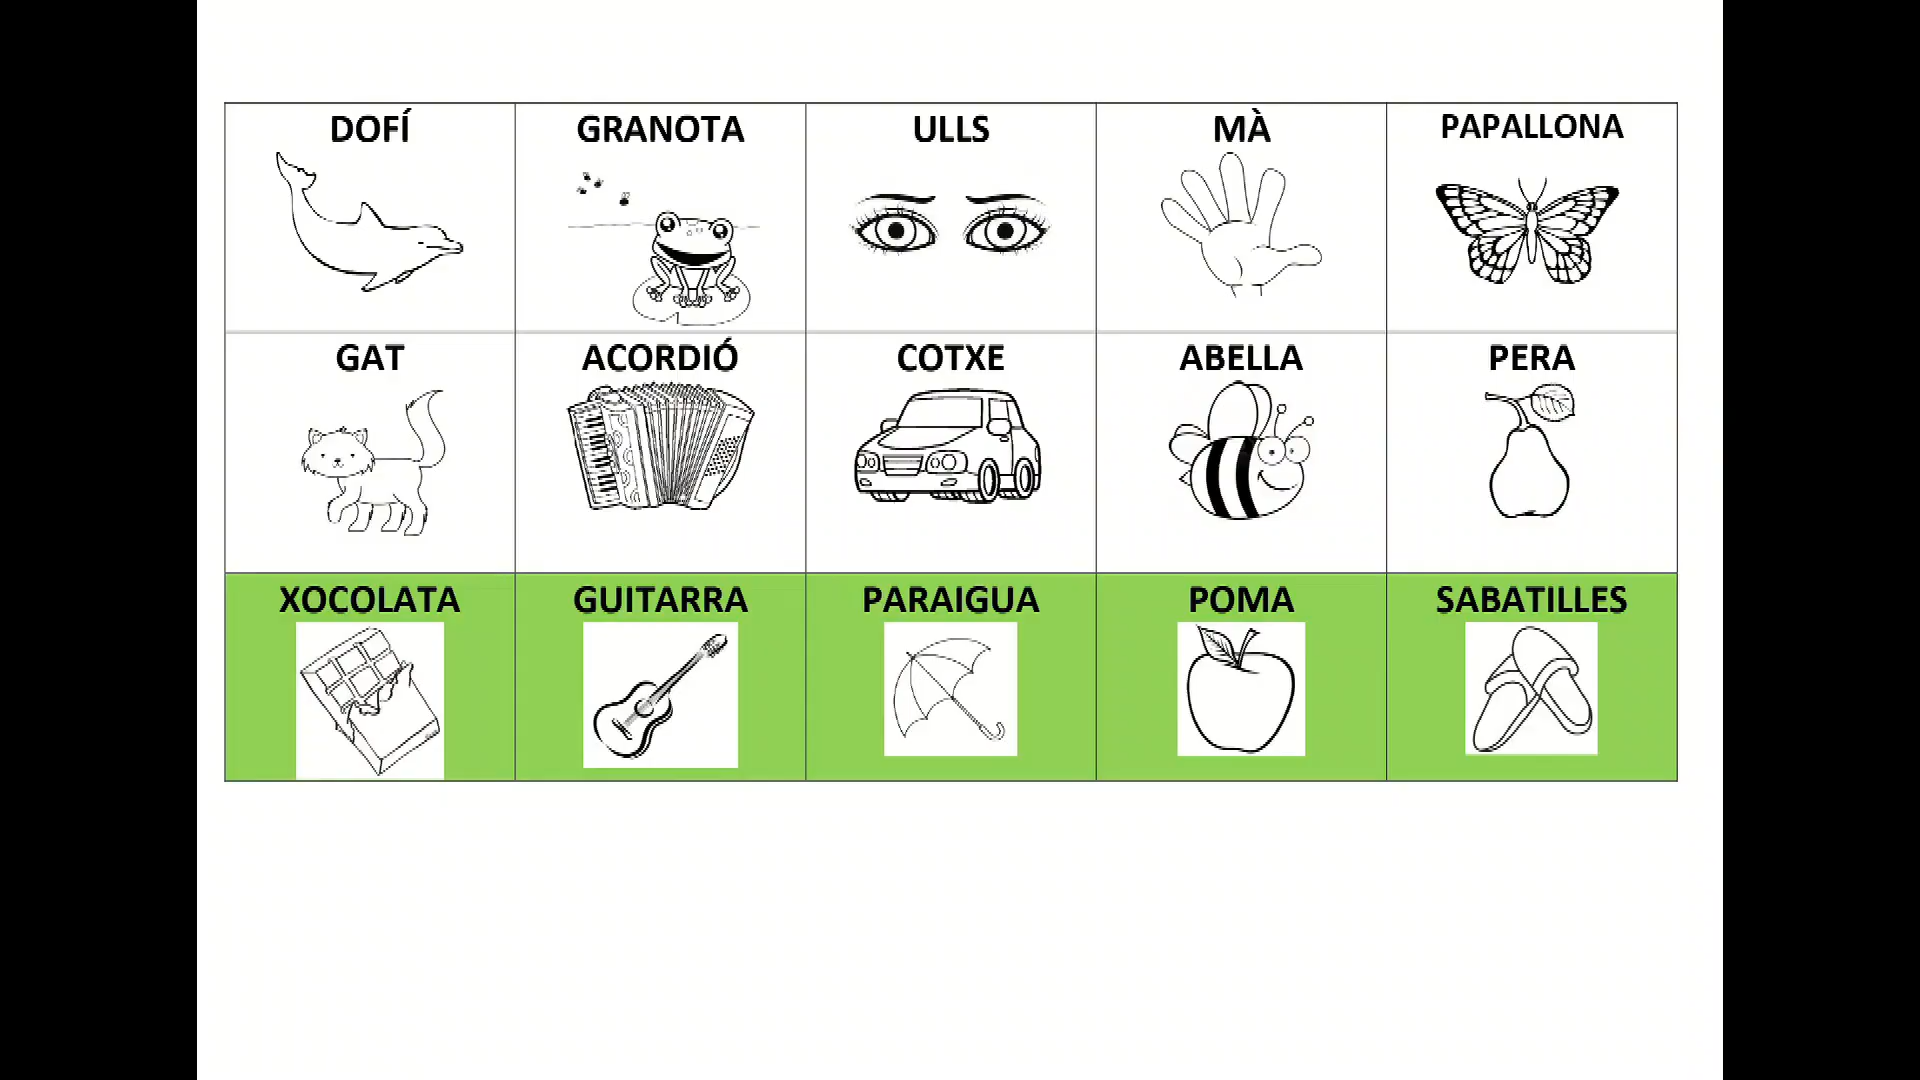 DOFÍ
GRANOTA
ULLS
MÀ
PAPALLONA
GAT
ACORDIÓ
COTXE
ABELLA
PERA
XOCOLATA
GUITARRA
PARAIGUA
POMA
SABATILLES